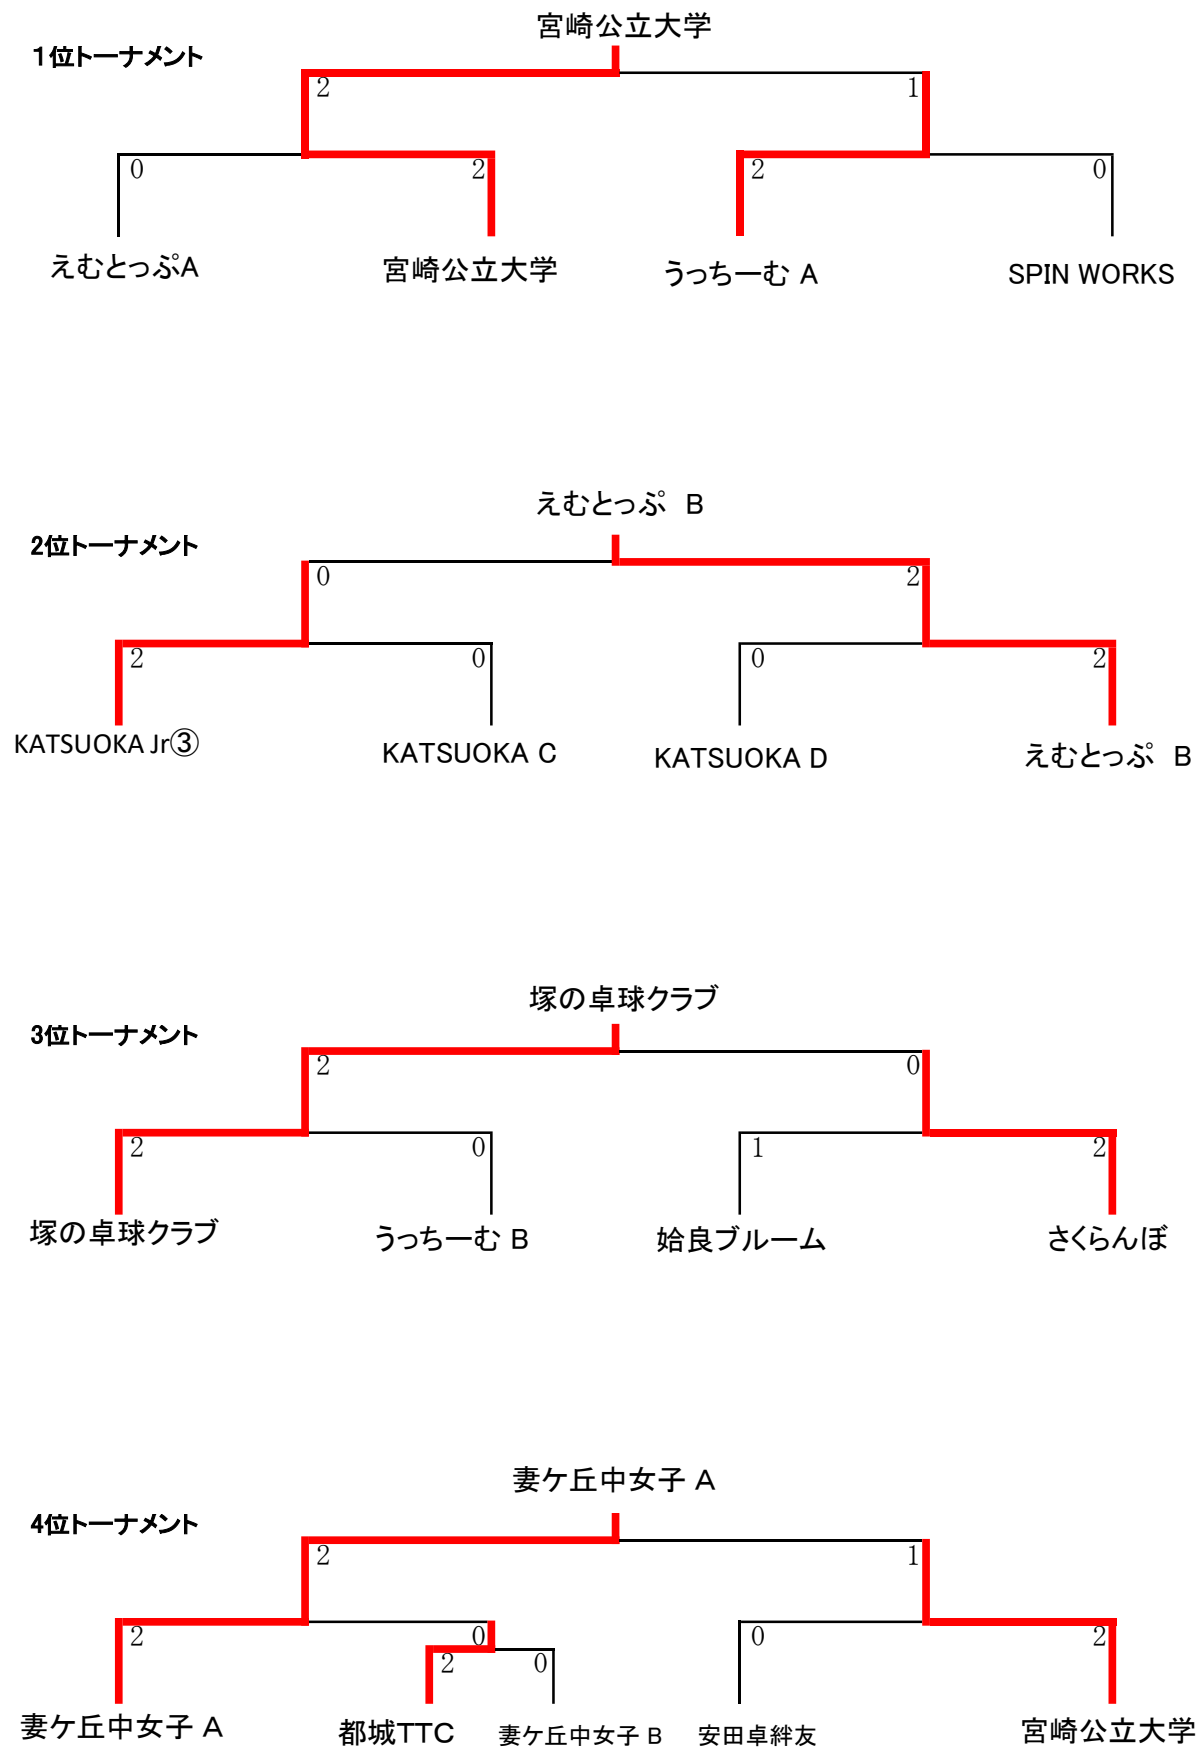 宮崎公立大学
1位トーナメント
2 1
0 2 2 0
えむとっぷA 宮崎公立大学 うっちーむ A SPIN WORKS
えむとっぷ B
2位トーナメント
0 2
2 0 0 2
KATSUOKA Jr③ KATSUOKA C KATSUOKA D えむとっぷ B
塚の卓球クラブ
3位トーナメント
2 0
2 0 1 2
塚の卓球クラブ うっちーむ B 姶良ブルーム さくらんぼ
妻ケ丘中女子 A
4位トーナメント
2 1
2 0 0 2
2 0
妻ケ丘中女子 A 都城TTC 妻ケ丘中女子 B 安田卓絆友 宮崎公立大学